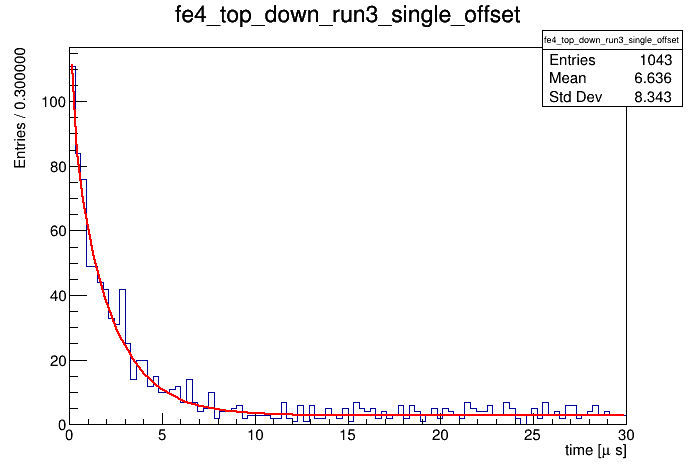 fe4_top_down_run3_single_offset
fe4_top_down_run3_single_offset
Entries 1043
Mean 6.636
Std Dev 8.343
Entries / 0.300000
100
80
60
40
20
0
0 5 10 15 20 25 30
time [μ s]